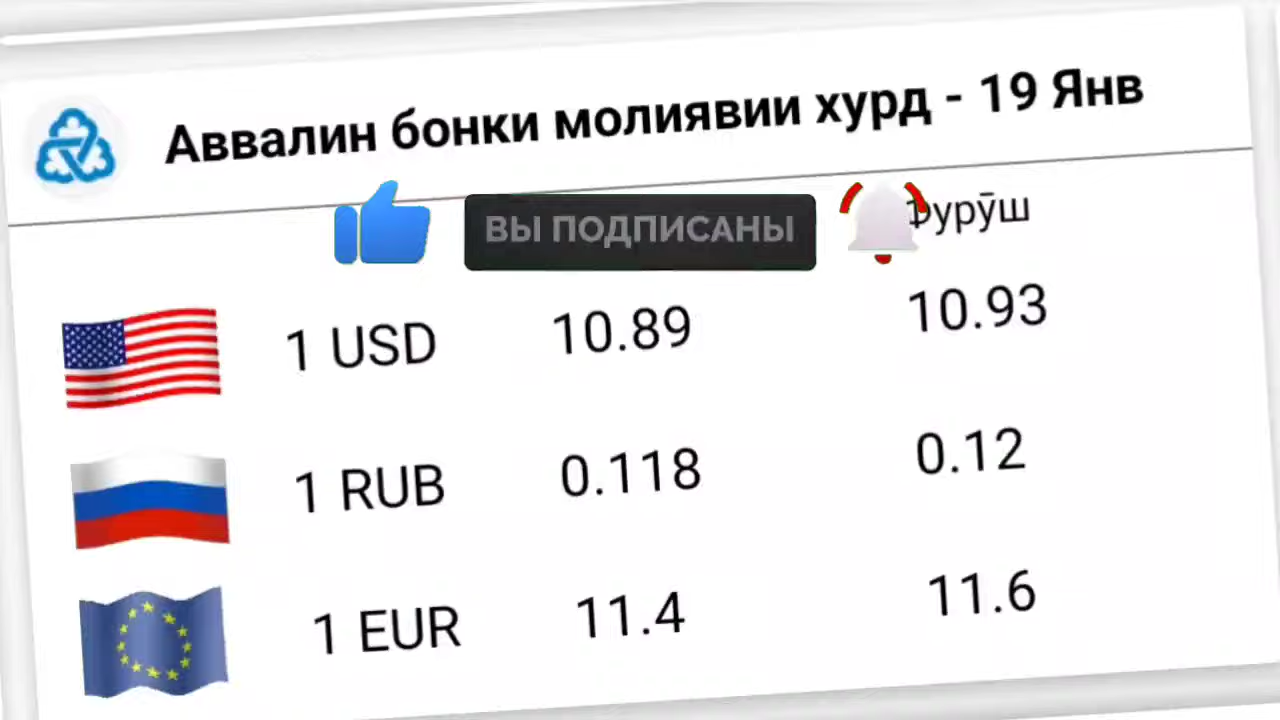 Аввалин бонки молиявии хурд - 19 Янв
ВЫ ПОДПИСАНЫ
Фурӯш
1 USD 10.89 10.93
1 RUB 0.118 0.12
1 EUR 11.4 11.6